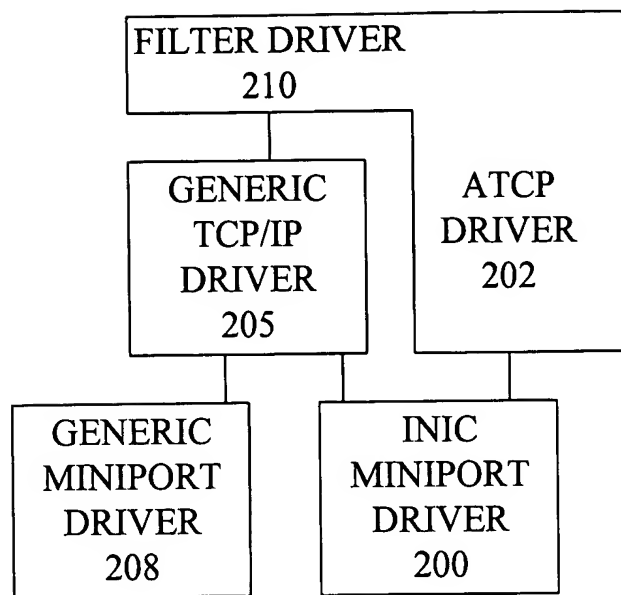 FILTER DRIVER
210
GENERIC
TCP/IP
DRIVER
205
ATCP
DRIVER
202
GENERIC
MINIPORT
DRIVER
208
INIC
MINIPORT
DRIVER
200